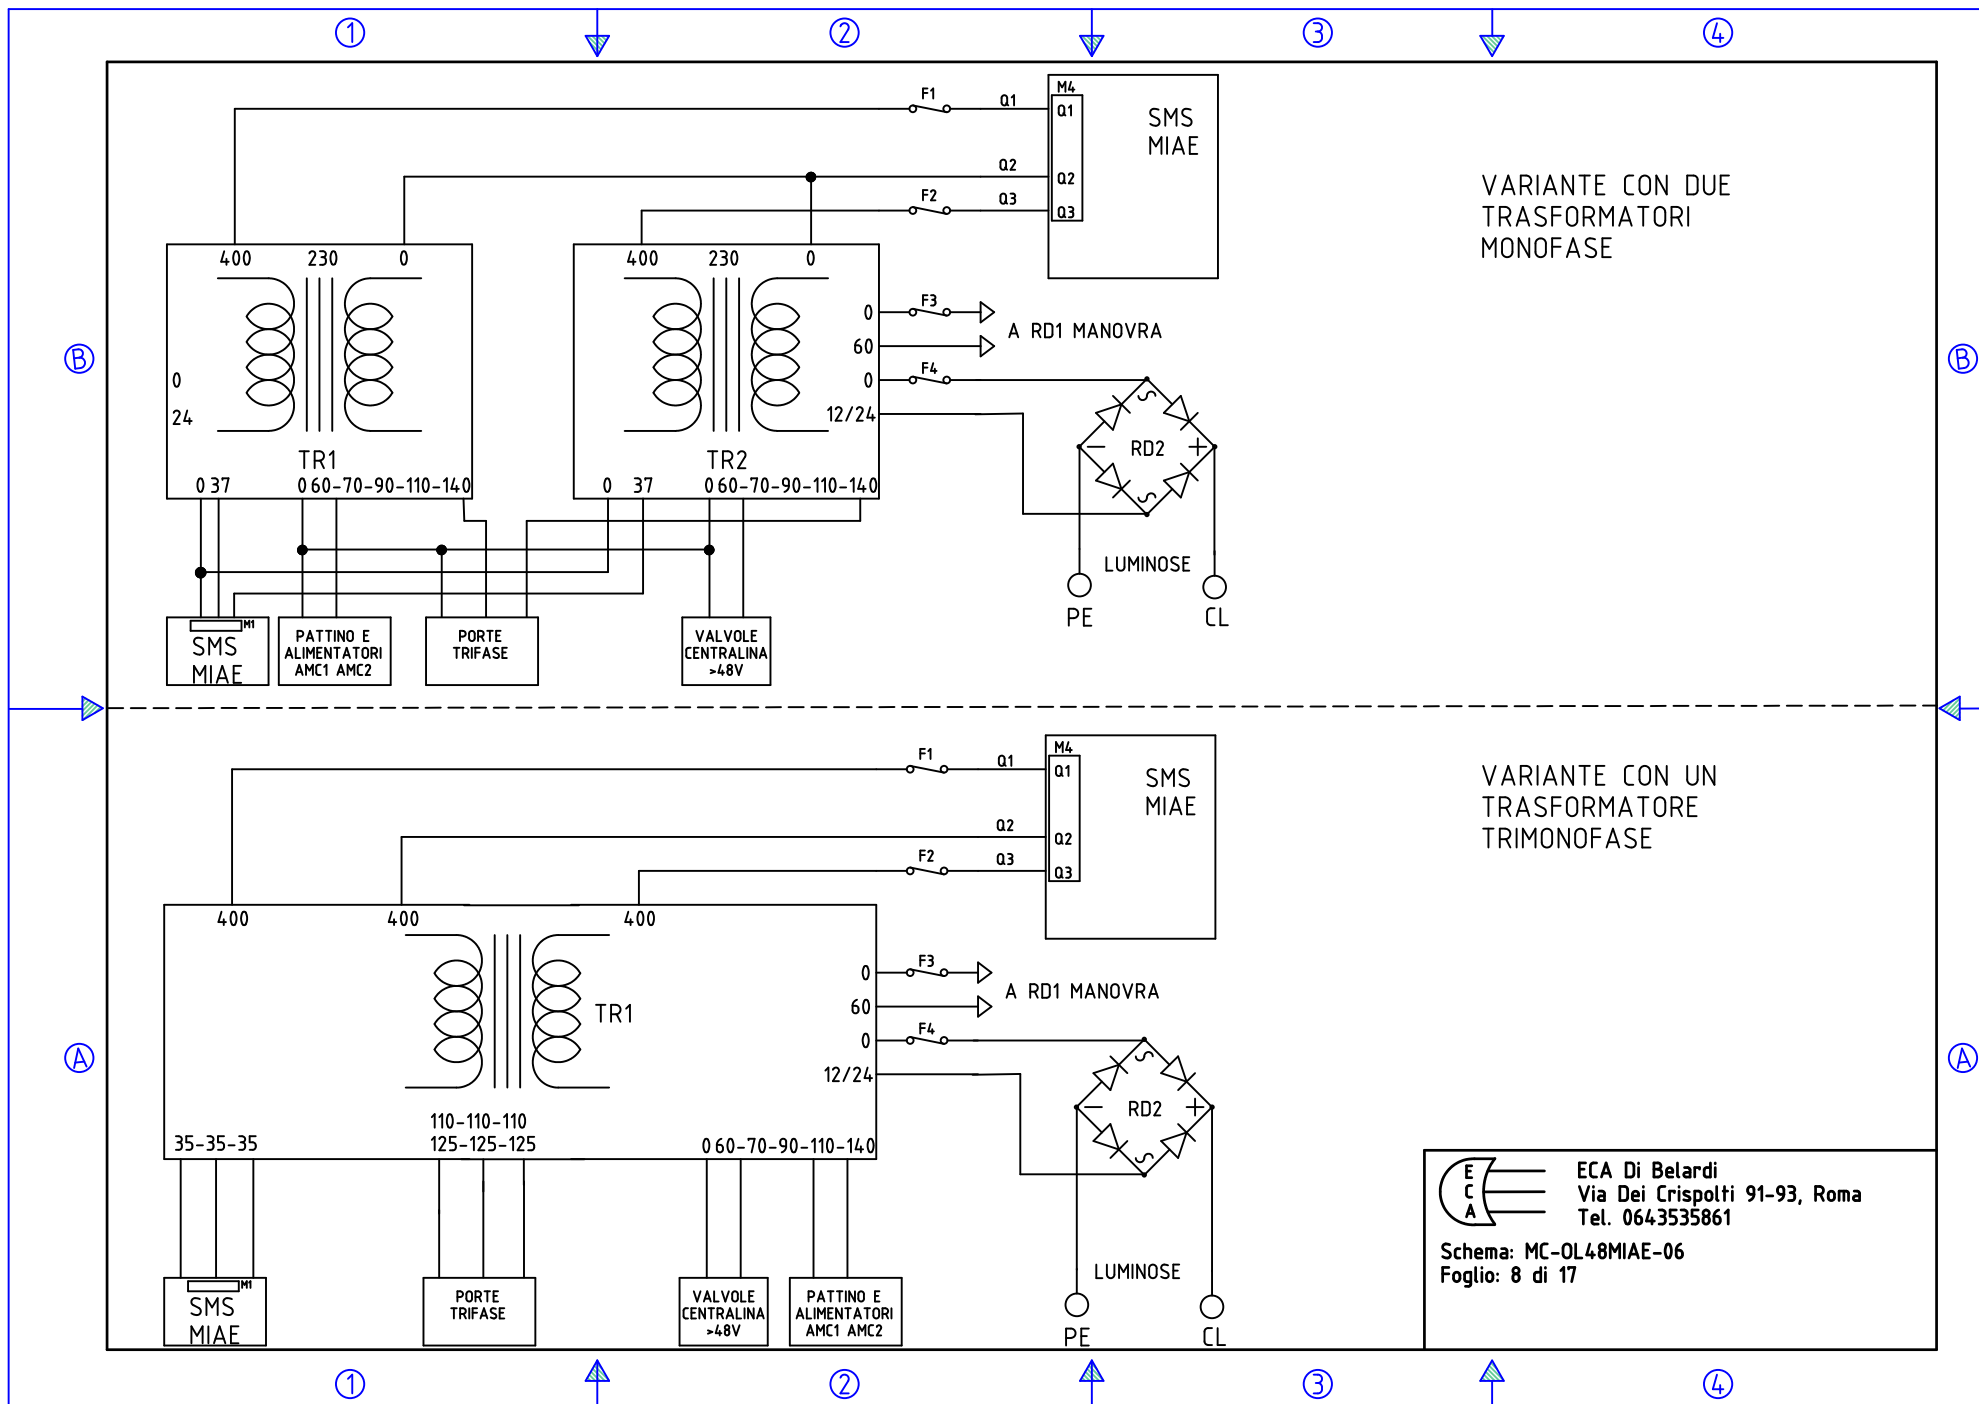 1 2 3 4
F1 Q1 M4
Q1
SMS
MIAE
Q2
Q2
F2 Q3
Q3
VARIANTE CON DUE
TRASFORMATORI
MONOFASE
400 230 0
400 230 0
0 F3
A RD1 MANOVRA
60
0 F4
12/24
B
B
0
24
TR1
TR2
RD2
S
S
- +
0 37 0 60-70-90-110-140
0 37 0 60-70-90-110-140
LUMINOSE
PE CL
M1
SMS
MIAE
PATTINO E
ALIMENTATORI
AMC1 AMC2
PORTE
TRIFASE
VALVOLE
CENTRALINA
>48V
F1 Q1 M4
Q1
SMS
MIAE
Q2
Q2
F2 Q3
Q3
VARIANTE CON UN
TRASFORMATORE
TRIMONOFASE
400 400 400
0 F3
A RD1 MANOVRA
60
0 F4
12/24
A
A
TR1
RD2
S
S
- +
110-110-110
35-35-35 125-125-125 0 60-70-90-110-140
LUMINOSE
PE CL
M1
SMS
MIAE
PORTE
TRIFASE
VALVOLE
CENTRALINA
>48V
PATTINO E
ALIMENTATORI
AMC1 AMC2
E
C
A
ECA Di Belardi
Via Dei Crispolti 91-93, Roma
Tel. 0643535861
Schema: MC-OL48MIAE-06
Foglio: 8 di 17
1 2 3 4